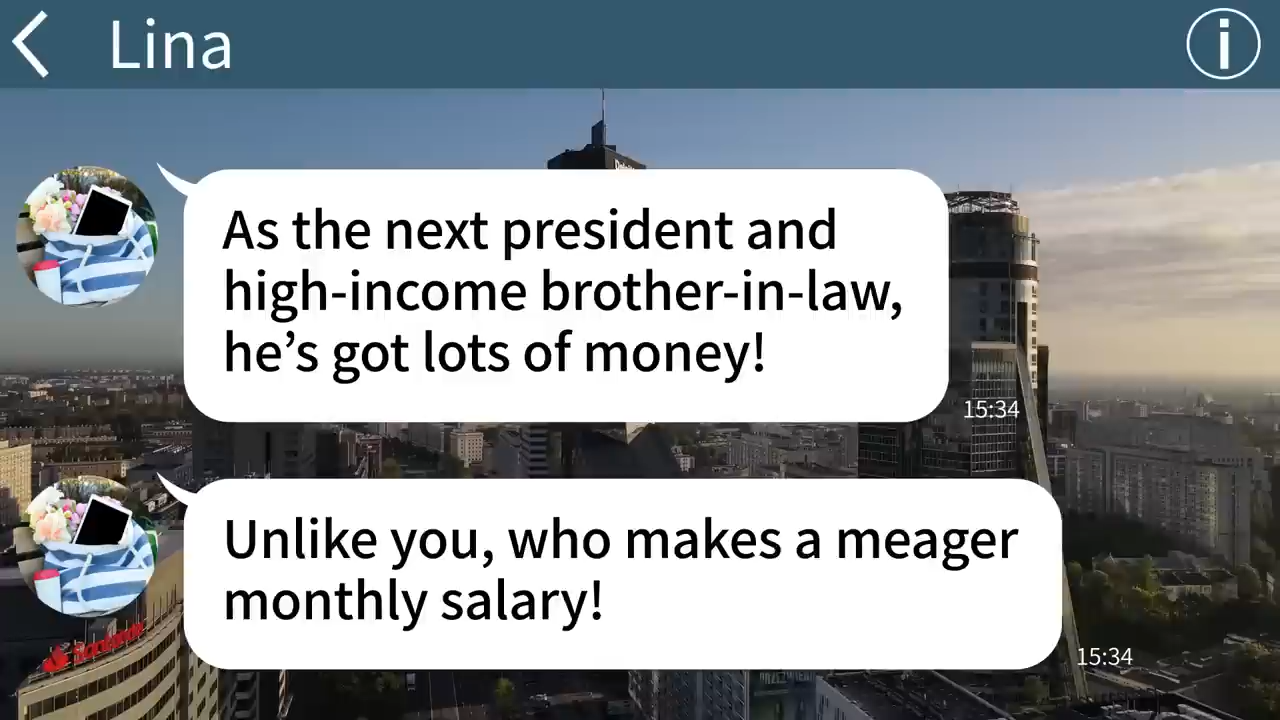 Lina
As the next president and
high-income brother-in-law,
he’s got lots of money!
15:34
Unlike you, who makes a meager
monthly salary!
15:34
Santander